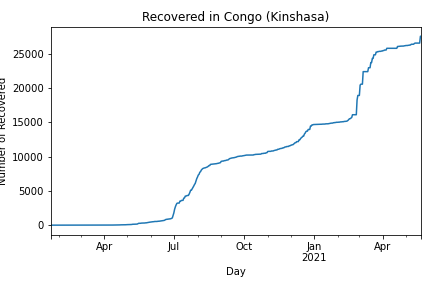 Recovered in Congo (Kinshasa)
Number of Recovered
25000
20000
15000
10000
5000
0
Apr
Jul
Oct
Jan
2021
Apr
Day